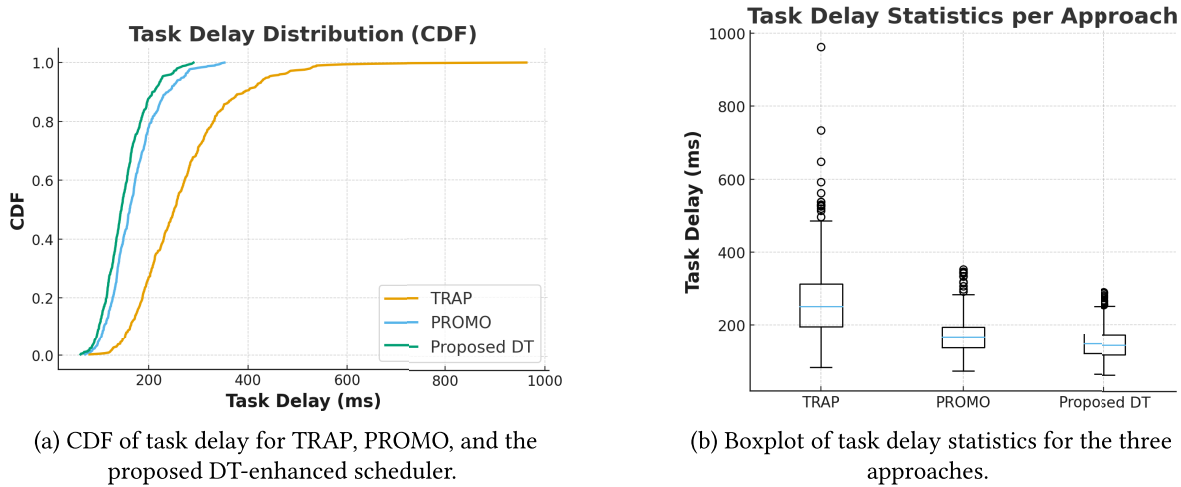 Task Delay Distribution (CDF)
CDF
1.0
0.8
0.6
0.4
0.2
0.0
TRAP
PROMO
Proposed DT
200
400
600
800
1000
Task Delay (ms)
(a) CDF of task delay for TRAP, PROMO, and the
proposed DT-enhanced scheduler.
Task Delay Statistics per Approach
Task Delay (ms)
1000
800
600
400
200
TRAP
PROMO
Proposed DT
(b) Boxplot of task delay statistics for the three
approaches.